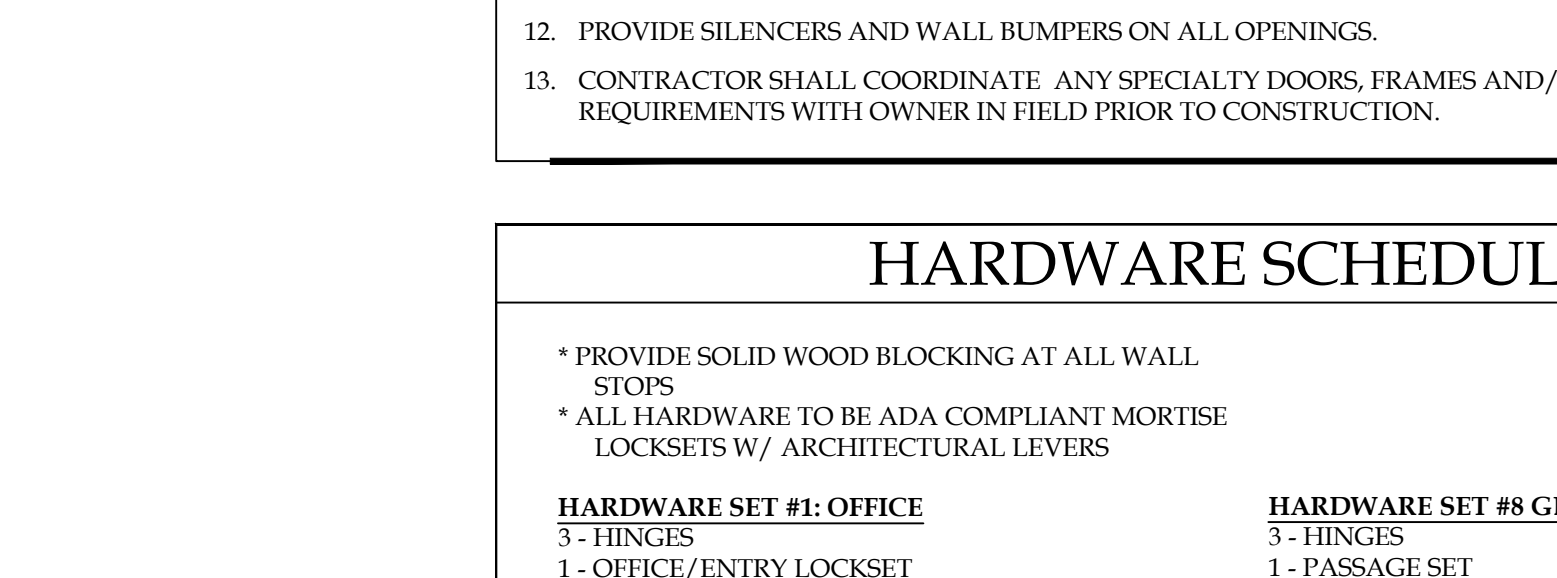 12. PROVIDE SILENCERS AND WALL BUMPERS ON ALL OPENINGS.
13. CONTRACTOR SHALL COORDINATE ANY SPECIALTY DOORS, FRAMES AND/
REQUIREMENTS WITH OWNER IN FIELD PRIOR TO CONSTRUCTION.
HARDWARE SCHEDUL
* PROVIDE SOLID WOOD BLOCKING AT ALL WALL
STOPS
* ALL HARDWARE TO BE ADA COMPLIANT MORTISE
LOCKSETS W/ ARCHITECTURAL LEVERS
HARDWARE SET #1: OFFICE
3 - HINGES
1 - OFFICE/ENTRY LOCKSET
HARDWARE SET #8
3 - HINGES
1 - PASSAGE SET